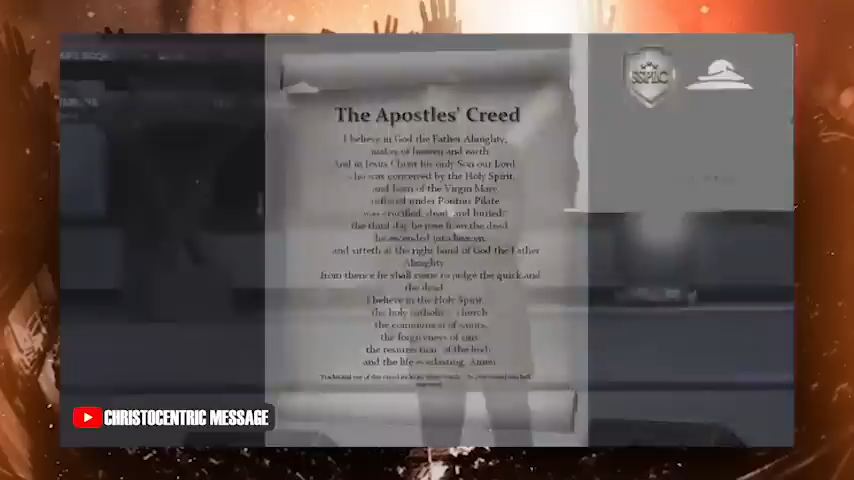 SSPLC
The Apostles' Creed
I believe in God the Father Almighty,
maker of heaven and earth
And in Jesus Christ his only Son our Lord
who was conceived by the Holy Spirit,
and born of the Virgin Mary
suffered under Pontius Pilate
was crucified, dead and buried;
the third day he rose from the dead
he ascended into heaven,
and sitteth at the right hand of God the Father
Almighty
from thence he shall come to judge the quick and
the dead
I believe in the Holy Spirit,
the holy catholic church
the communion of saints,
the forgiveness of sins
the resurrection of the body
and the life everlasting. Amen
CHRISTOCENTRIC MESSAGE